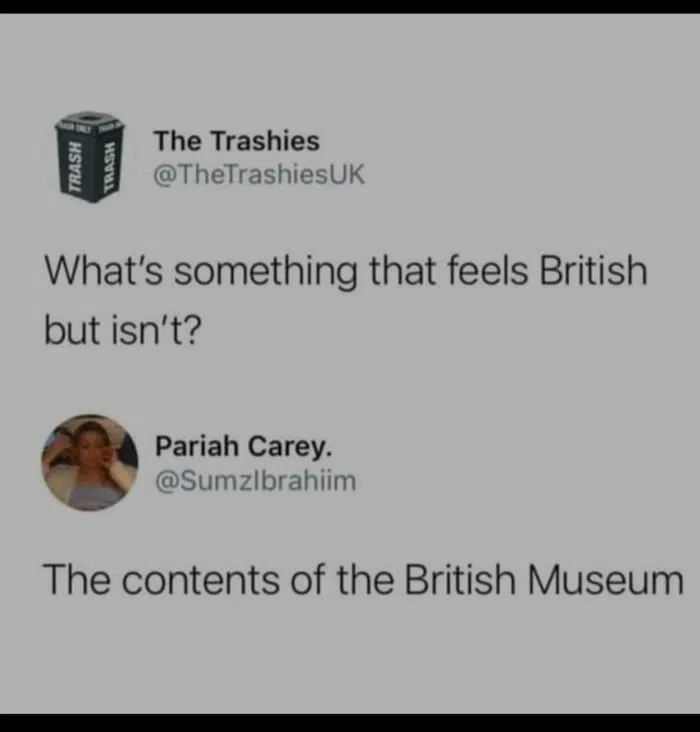 The Trashies
@TheTrashiesUK
TRASH
TRASH
What's something that feels British
but isn't?
Pariah Carey.
@SumzIbrahiim
The contents of the British Museum